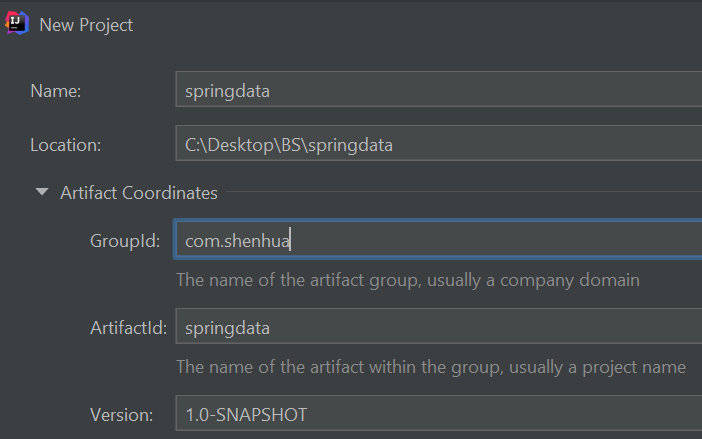 New Project
Name: springdata
Location: C:\Desktop\BS\springdata
Artifact Coordinates
GroupId: com.shenhua
The name of the artifact group, usually a company domain
ArtifactId: springdata
The name of the artifact within the group, usually a project name
Version: 1.0-SNAPSHOT